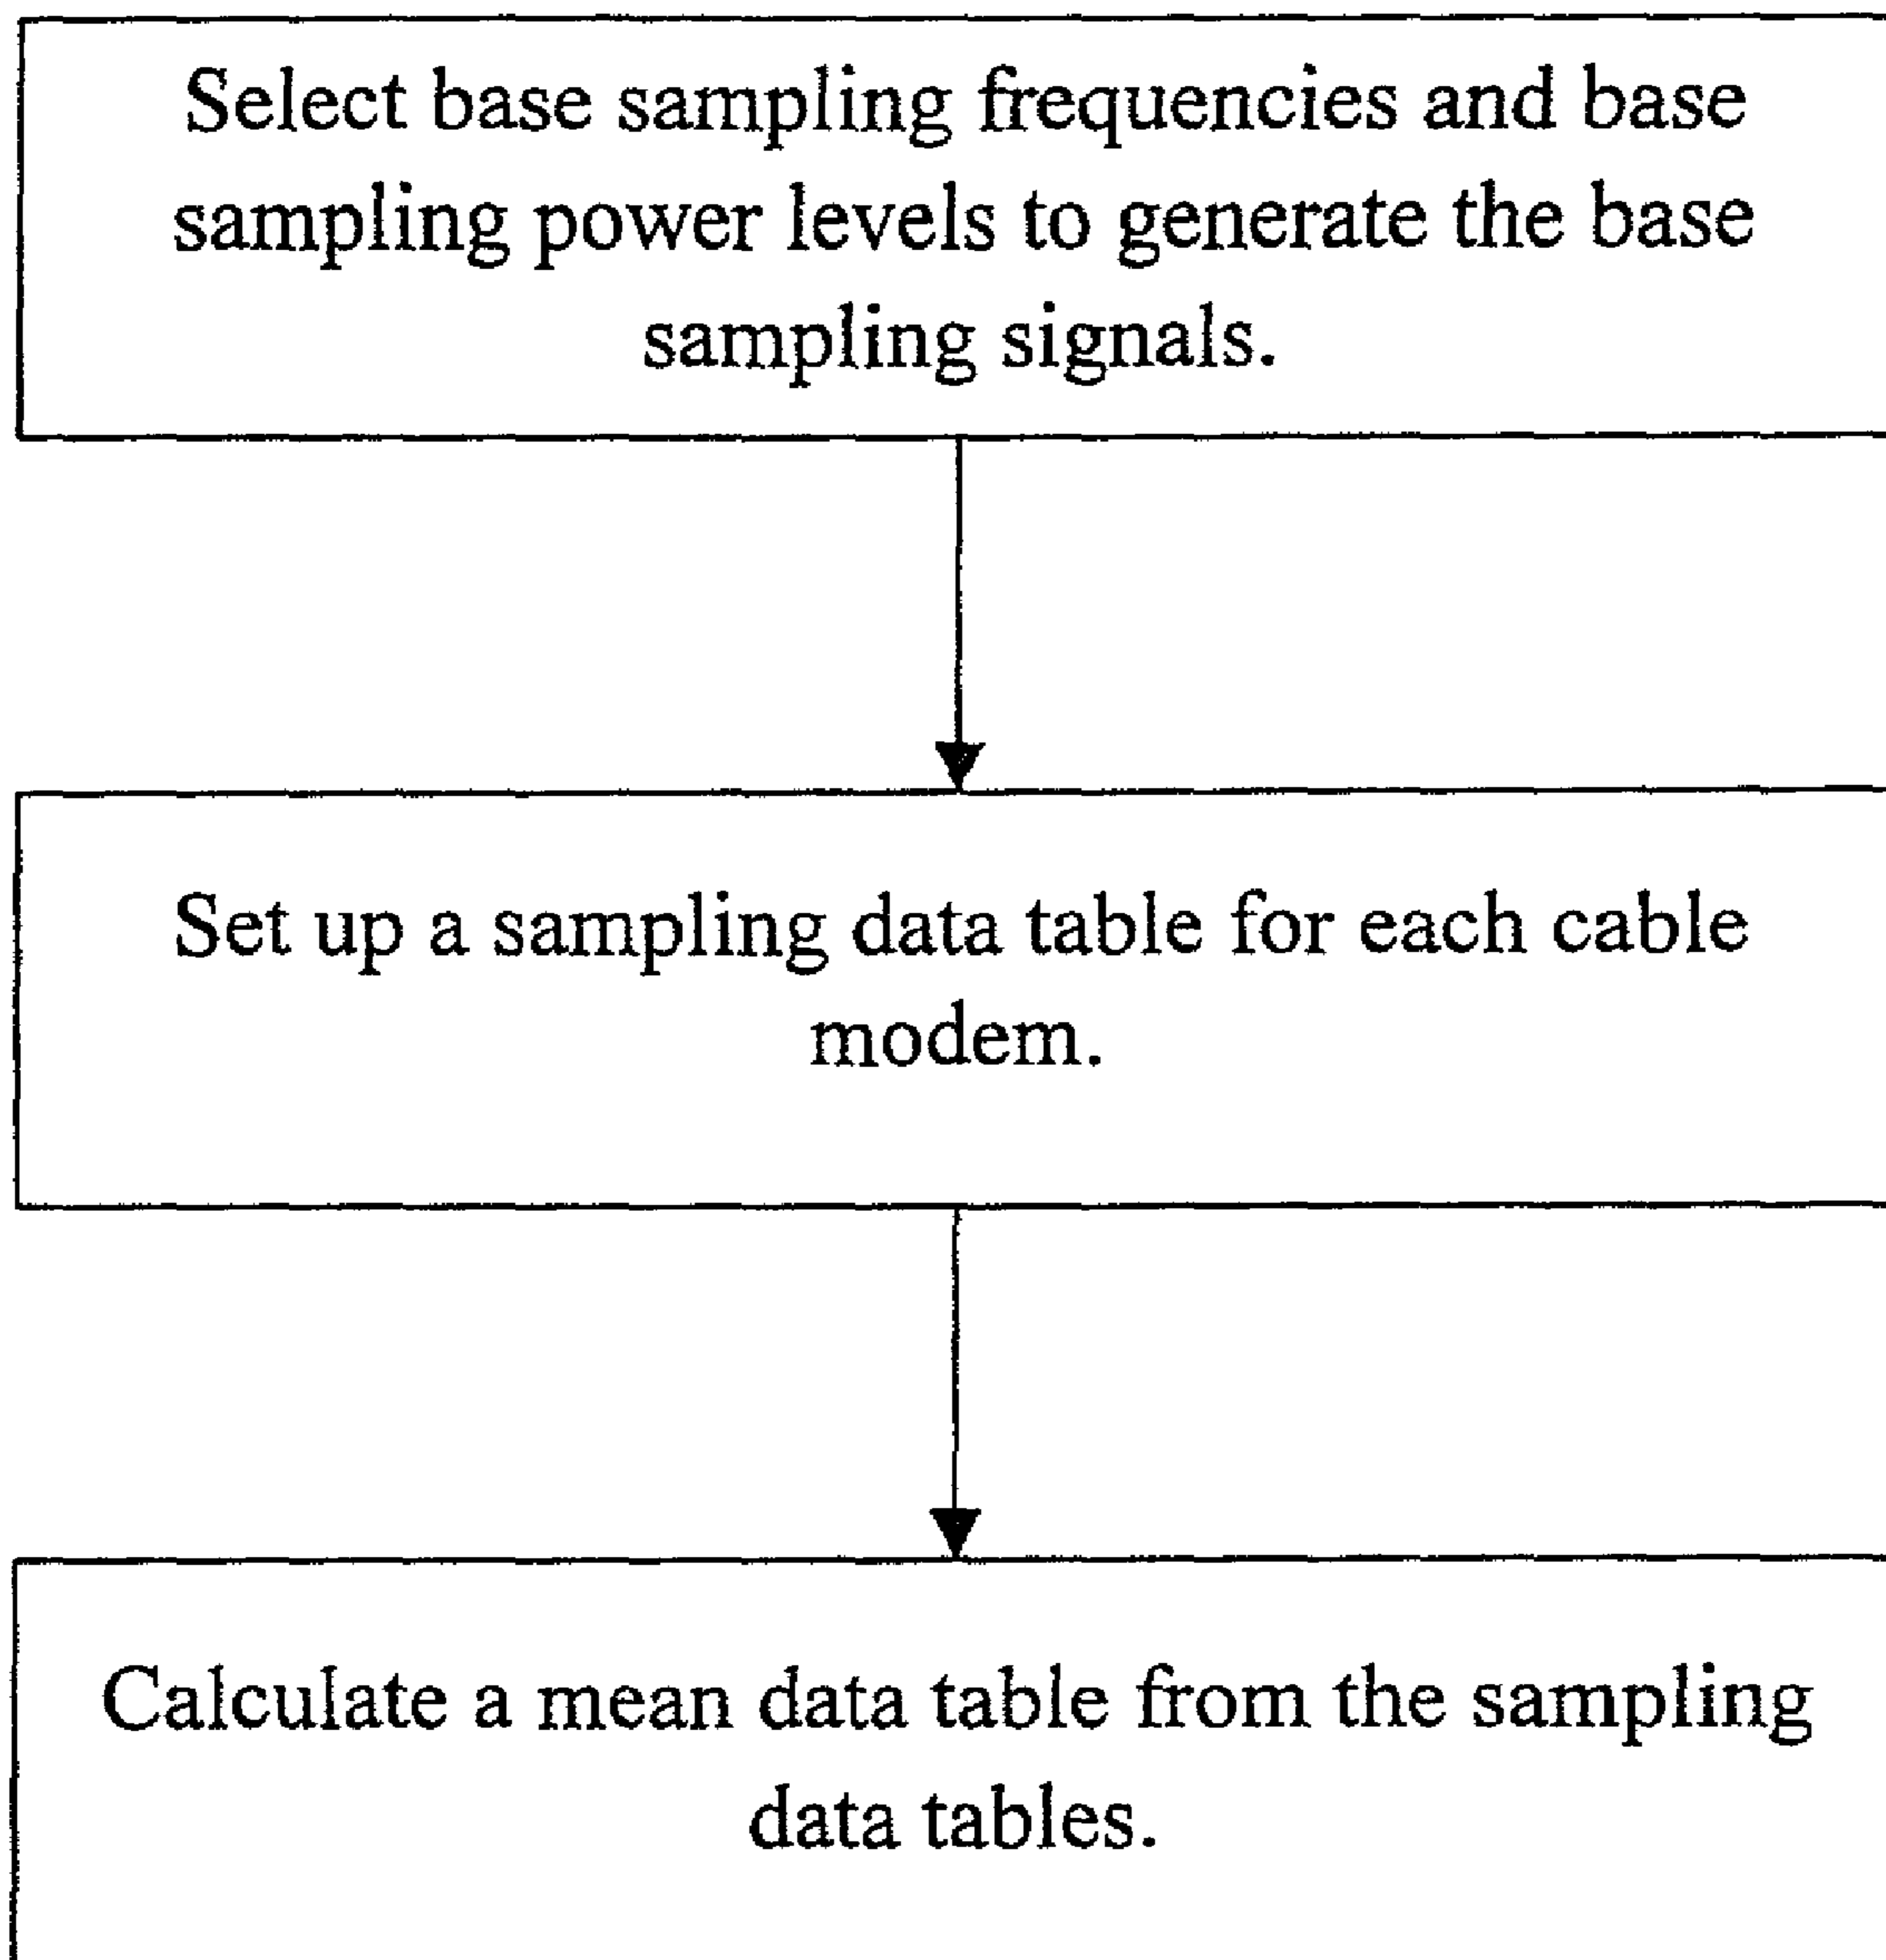 Select base sampling frequencies and base
sampling power levels to generate the base
sampling signals.
Set up a sampling data table for each cable
modem.
Calculate a mean data table from the sampling
data tables.